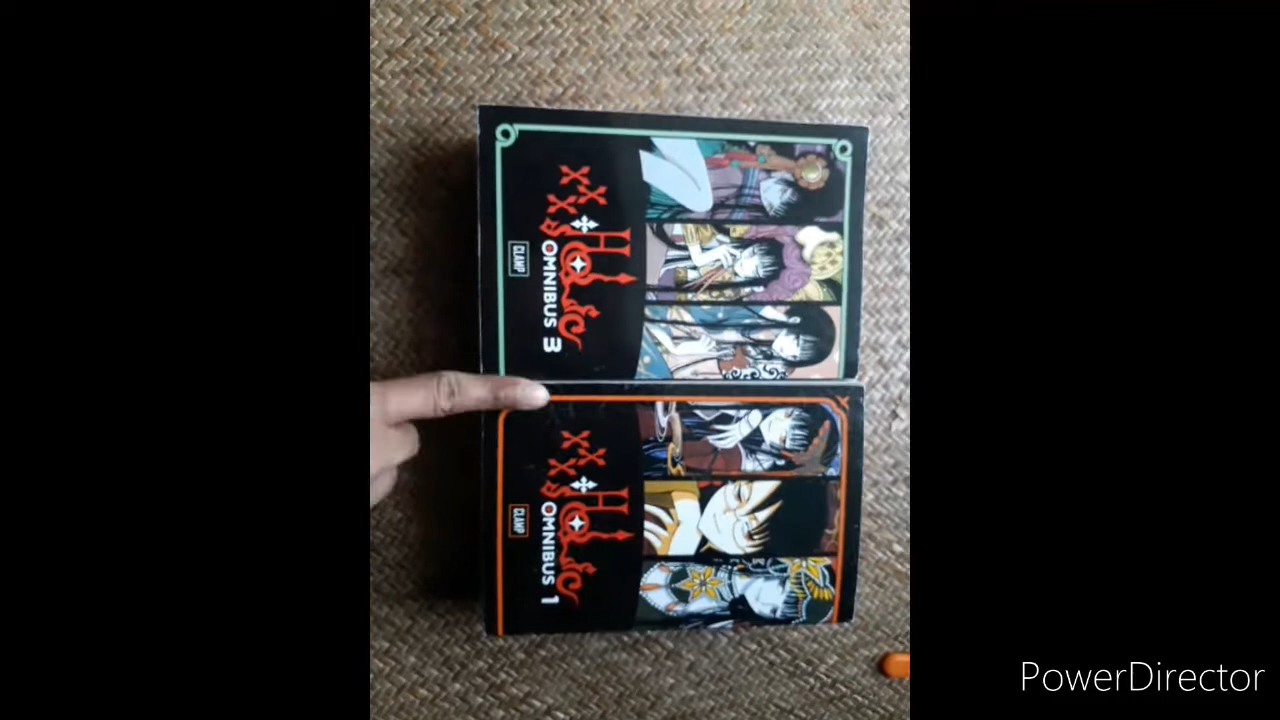 xxxHOLiC
OMNIBUS 3
CLAMP
xxxHOLiC
OMNIBUS 1
CLAMP
PowerDirector